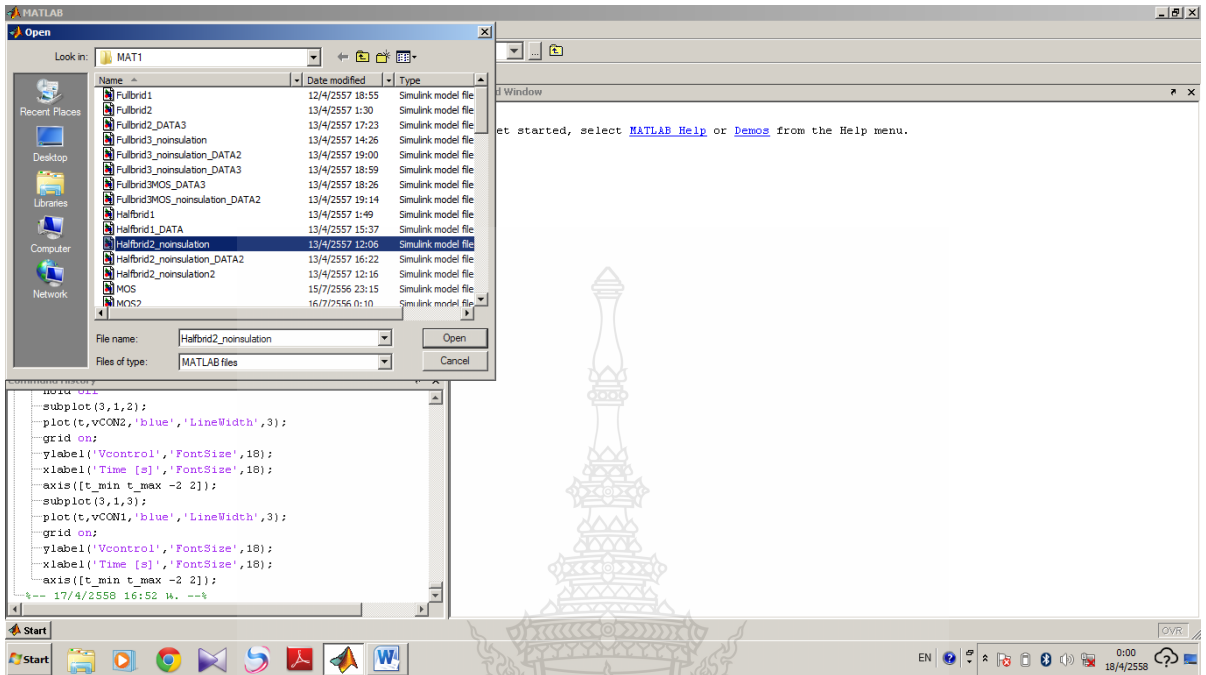 MATLAB
Open
Look in: MAT1
Name Date modified Type
Recent Places
Desktop
Libraries
Computer
Network
Fullbrid1 12/4/2557 18:55 Simulink model file
Fullbrid2 13/4/2557 1:30 Simulink model file
Fullbrid2_DATA3 13/4/2557 17:23 Simulink model file
Fullbrid3_noinsulation 13/4/2557 14:26 Simulink model file
Fullbrid3_noinsulation_DATA2 13/4/2557 19:00 Simulink model file
Fullbrid3_noinsulation_DATA3 13/4/2557 18:59 Simulink model file
Fullbrid3MOS_DATA3 13/4/2557 18:26 Simulink model file
Fullbrid3MOS_noinsulation_DATA2 13/4/2557 19:14 Simulink model file
Halfbrid1 13/4/2557 1:49 Simulink model file
Halfbrid1_DATA 13/4/2557 15:37 Simulink model file
Halfbrid2_noinsulation 13/4/2557 12:06 Simulink model file
Halfbrid2_noinsulation_DATA2 13/4/2557 16:22 Simulink model file
Halfbrid2_noinsulation2 13/4/2557 12:16 Simulink model file
MOS 15/7/2556 23:15 Simulink model file
MOS2 16/7/2556 0:10 Simulink model file
File name: Halfbrid2_noinsulation Open
Files of type: MATLAB files Cancel
d Window
et started, select MATLAB Help or Demos from the Help menu.
Command History
hold off
subplot(3,1,2);
plot(t,vCON2,'blue','LineWidth',3);
grid on;
ylabel('Vcontrol','FontSize',18);
xlabel('Time [s]','FontSize',18);
axis([t_min t_max -2 2]);
subplot(3,1,3);
plot(t,vCON1,'blue','LineWidth',3);
grid on;
ylabel('Vcontrol','FontSize',18);
xlabel('Time [s]','FontSize',18);
axis([t_min t_max -2 2]);
%-- 17/4/2558 16:52 น. --%
Start
OVR
Start
EN
0:00
18/4/2558